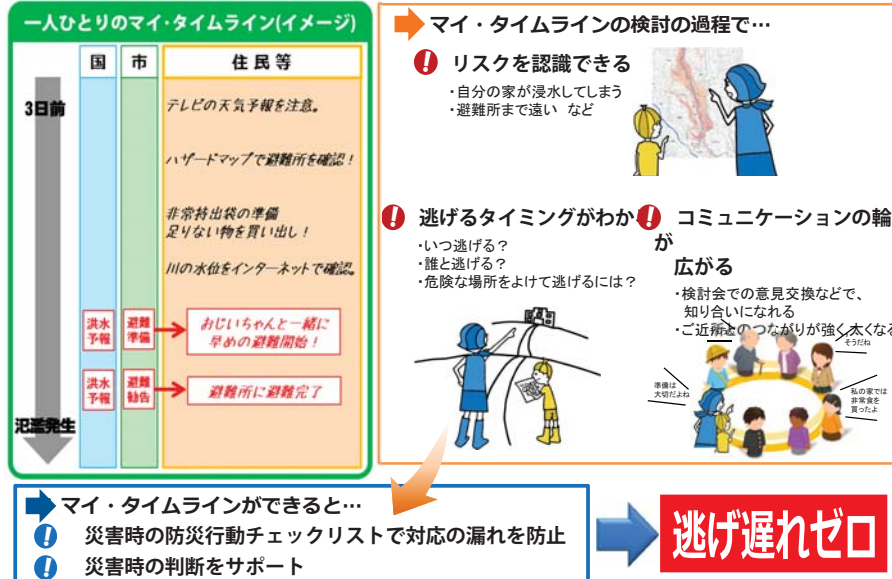 一人ひとりのマイ・タイムライン(イメージ)
国 市 住民等
3日前
テレビの天気予報を注意。
ハザードマップで避難所を確認！
非常持出袋の準備
足りない物を買い出し！
川の水位をインターネットで確認。
洪水
予報
避難
準備
おじいちゃんと一緒に
早めの避難開始！
洪水
予報
避難
勧告
避難所に避難完了
氾濫発生
マイ・タイムラインの検討の過程で…
リスクを認識できる
・自分の家が浸水してしまう
・避難所まで遠い など
逃げるタイミングがわか
・いつ逃げる？
・誰と逃げる？
・危険な場所をよけて逃げるには？
コミュニケーションの輪
が
広がる
・検討会での意見交換などで、
知り合いになれる
・ご近所とのつながりが強く太くなる
そうだね
準備は
大切だよね
私の家では
非常食を
買ったよ
マイ・タイムラインができると…
災害時の防災行動チェックリストで対応の漏れを防止
災害時の判断をサポート
逃げ遅れゼロ